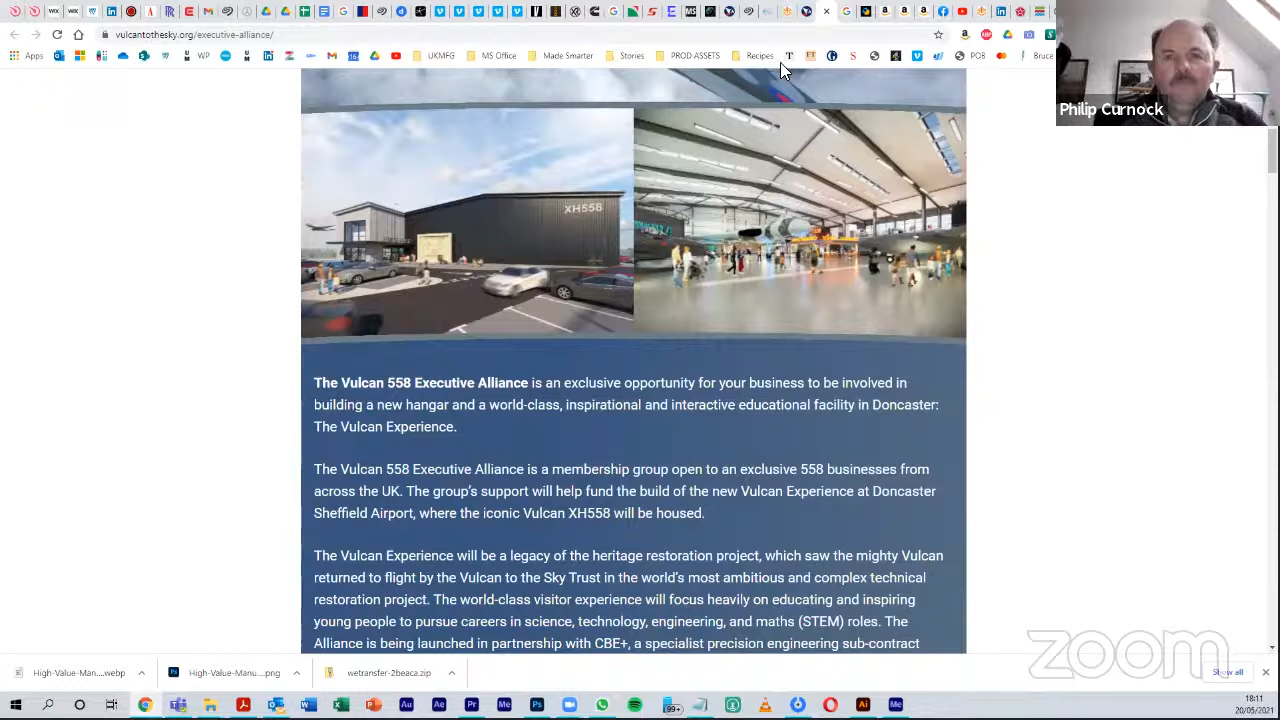 vulcantothesky.org/executive-alliance/
Apps
WP
UKMFG
MS Office
Made Smarter
Stories
PROD ASSETS
Recipes
POB
Bruce
Philip Curnock
XH558
The Vulcan 558 Executive Alliance is an exclusive opportunity for your business to be involved in
building a new hangar and a world-class, inspirational and interactive educational facility in Doncaster:
The Vulcan Experience.
The Vulcan 558 Executive Alliance is a membership group open to an exclusive 558 businesses from
across the UK. The group's support will help fund the build of the new Vulcan Experience at Doncaster
Sheffield Airport, where the iconic Vulcan XH558 will be housed.
The Vulcan Experience will be a legacy of the heritage restoration project, which saw the mighty Vulcan
returned to flight by the Vulcan to the Sky Trust in the world's most ambitious and complex technical
restoration project. The world-class visitor experience will focus heavily on educating and inspiring
young people to pursue careers in science, technology, engineering, and maths (STEM) roles. The
Alliance is being launched in partnership with CBE+, a specialist precision engineering sub-contract
zoom
High-Value-Man....webp
High-Value-Manu....png
wetransfer-2beaca.zip
Show all
99+
18:11
20/05/2021